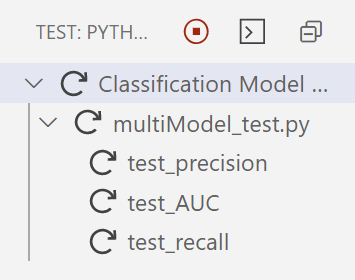 TEST: PYTH...
Classification Model ...
multiModel_test.py
test_precision
test_AUC
test_recall